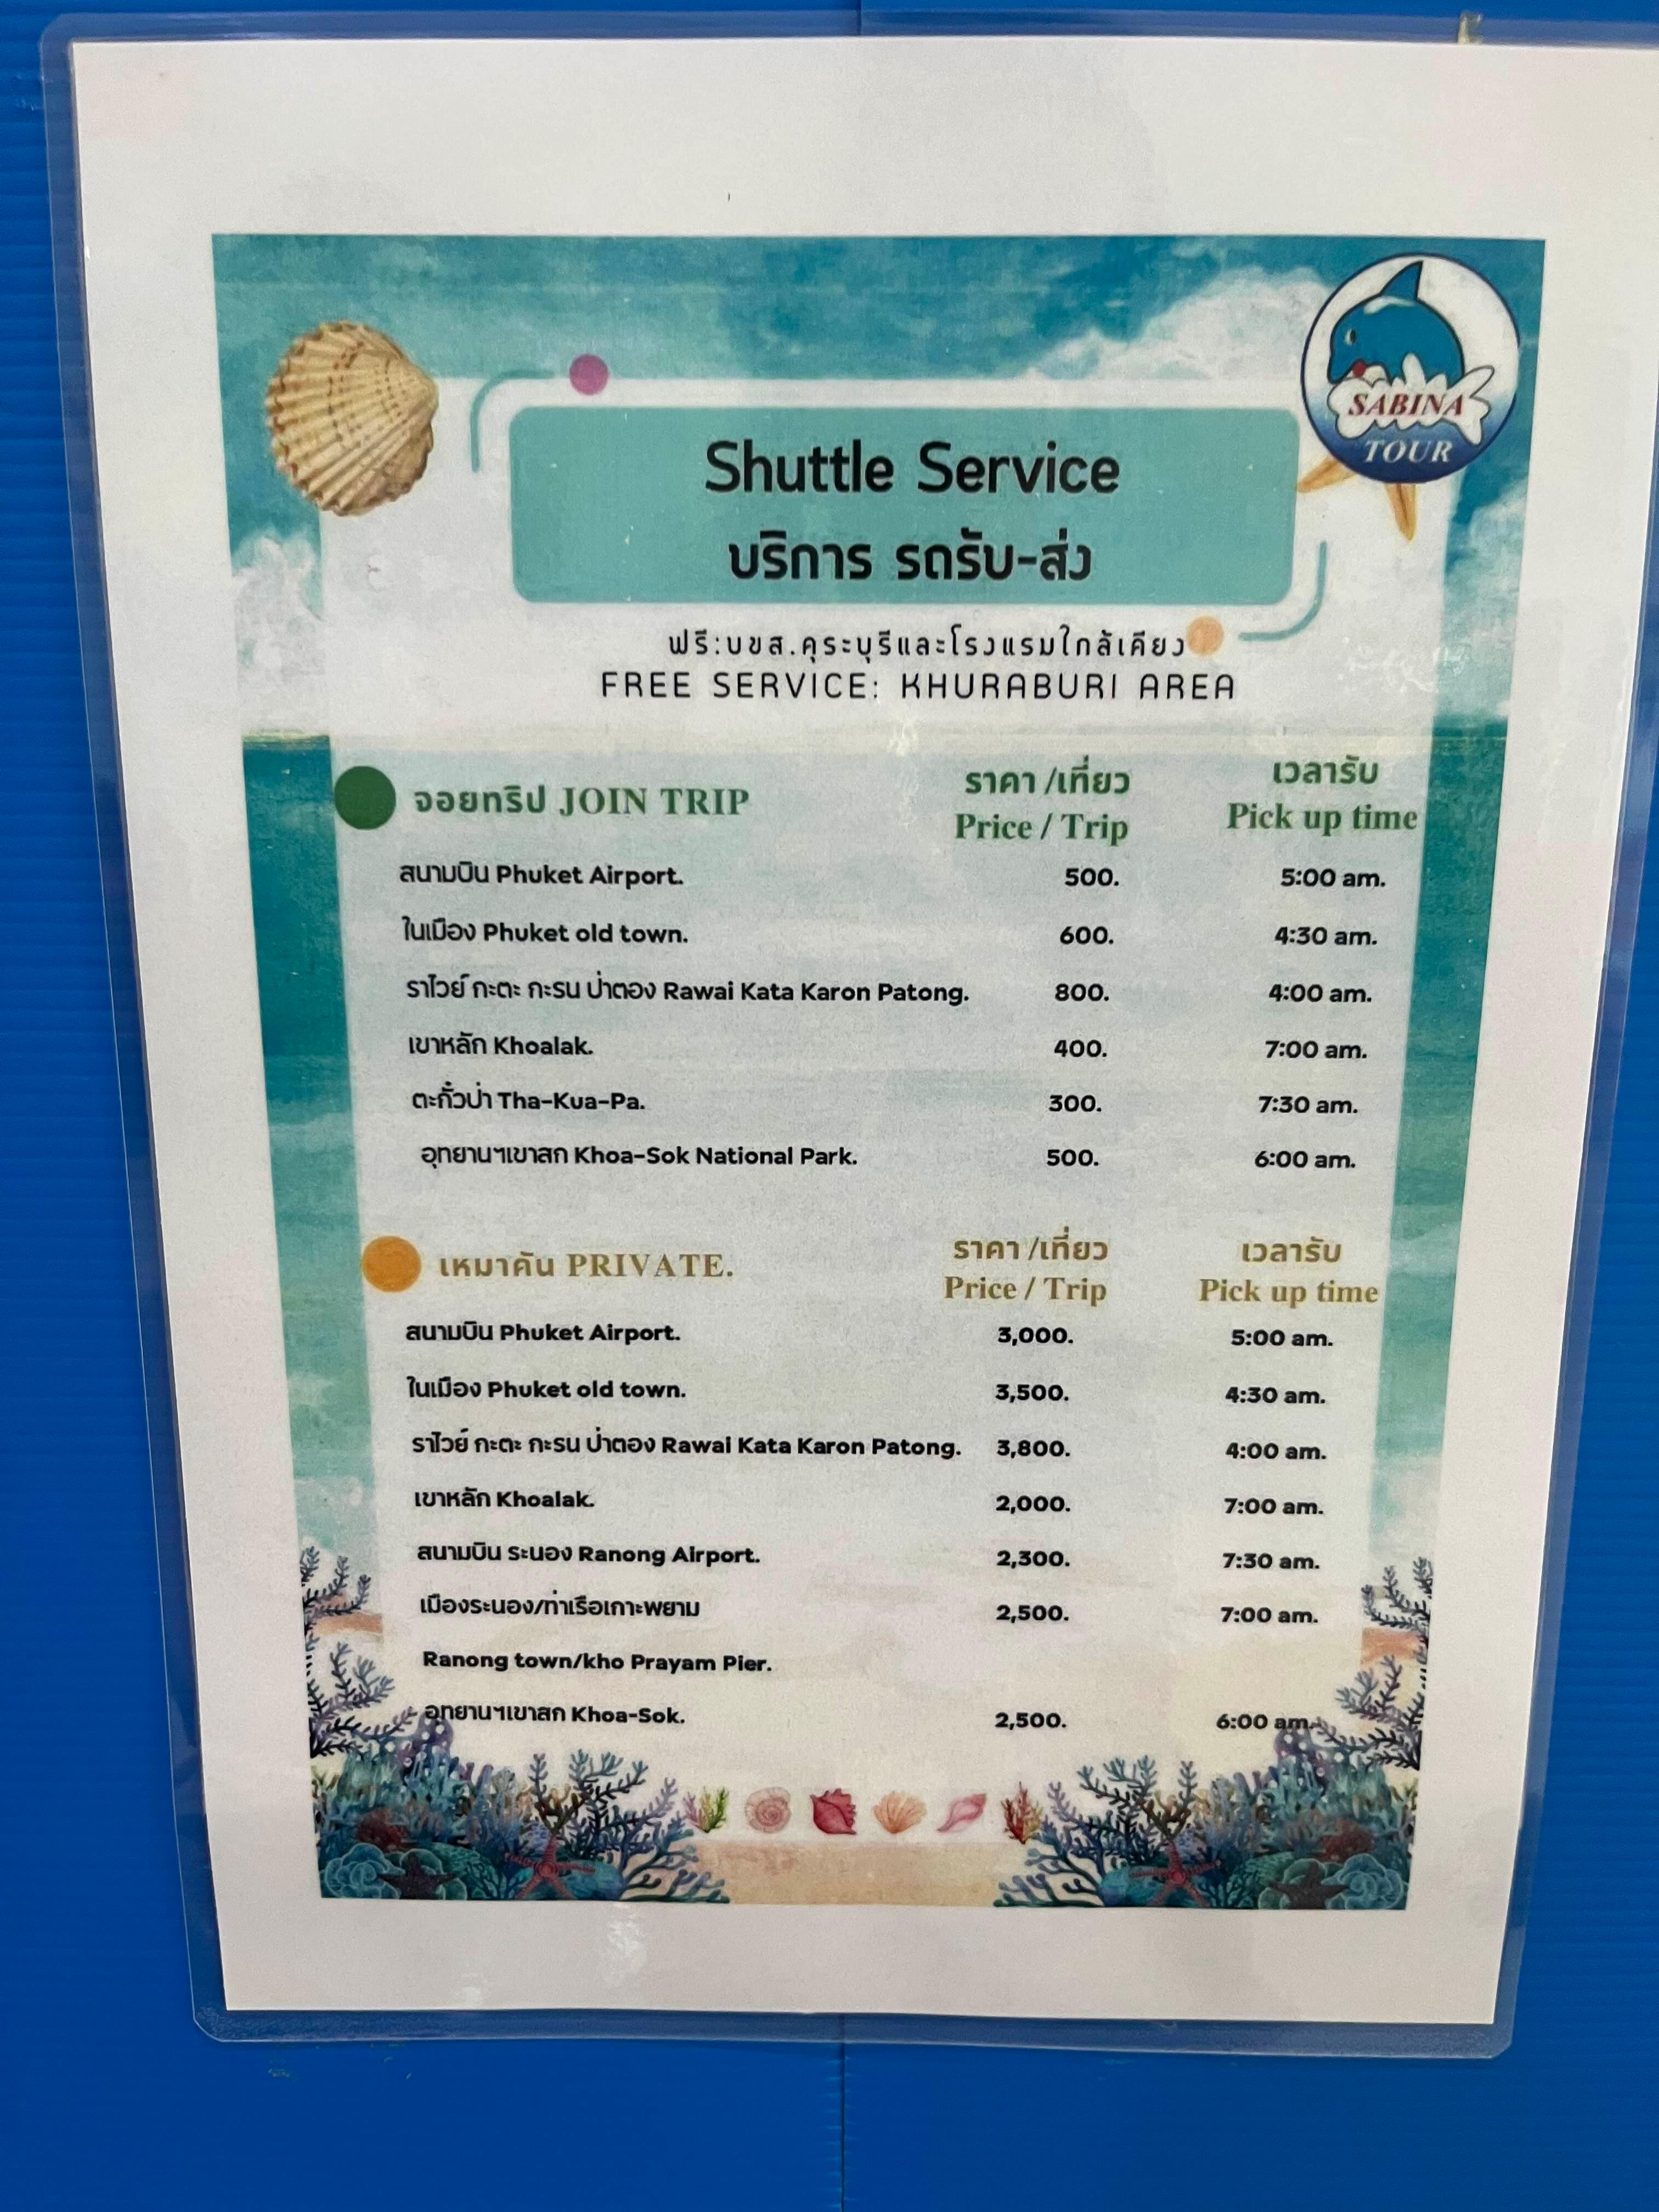 SABINA
TOUR
Shuttle Service
บริการ รถรับ-ส่ง
ฟรี:บขส.คุระบุรีและโรงแรมใกล้เคียง
FREE SERVICE: KHURABURI AREA
จอยทริป JOIN TRIP ราคา /เที่ยว เวลารับ
Price / Trip Pick up time
สนามบิน Phuket Airport. 500. 5:00 am.
ในเมือง Phuket old town. 600. 4:30 am.
ราไวย์ กะตะ กะรน ป่าตอง Rawai Kata Karon Patong. 800. 4:00 am.
เขาหลัก Khoalak. 400. 7:00 am.
ตะกั๋วป่า Tha-Kua-Pa. 300. 7:30 am.
อุทยานฯเขาสก Khoa-Sok National Park. 500. 6:00 am.
เหมาคัน PRIVATE. ราคา /เที่ยว เวลารับ
Price / Trip Pick up time
สนามบิน Phuket Airport. 3,000. 5:00 am.
ในเมือง Phuket old town. 3,500. 4:30 am.
ราไวย์ กะตะ กะรน ป่าตอง Rawai Kata Karon Patong. 3,800. 4:00 am.
เขาหลัก Khoalak. 2,000. 7:00 am.
สนามบิน ระนอง Ranong Airport. 2,300. 7:30 am.
เมืองระนอง/ท่าเรือเกาะพยาม 2,500. 7:00 am.
Ranong town/kho Prayam Pier.
อุทยานฯเขาสก Khoa-Sok. 2,500. 6:00 am.